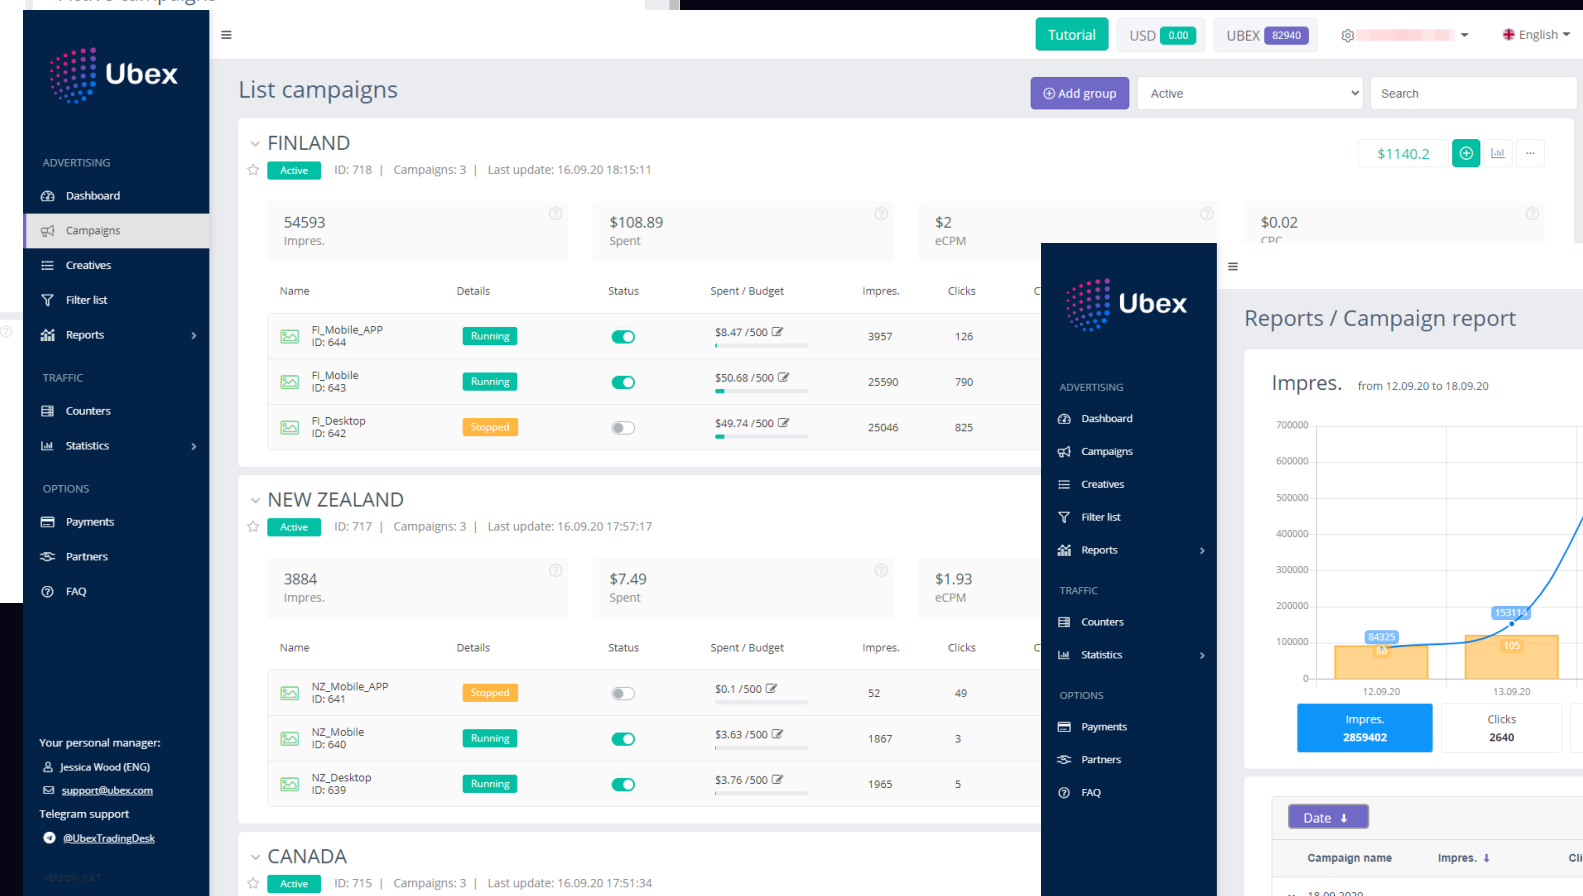 Ubex
ADVERTISING
Dashboard
Campaigns
Creatives
Filter list
Reports
TRAFFIC
Counters
Statistics
OPTIONS
Payments
Partners
FAQ
Your personal manager:
Jessica Wood (ENG)
support@ubex.com
Telegram support
@UbexTradingDesk
Tutorial USD 0.00 UBEX 82940 English
List campaigns
Add group Active Search
FINLAND
Active ID: 718 | Campaigns: 3 | Last update: 16.09.20 18:15:11
$1140.2
54593 $108.89 $2 $0.02
Impres. Spent eCPM CPC
Name Details Status Spent / Budget Impres. Clicks
FI_Mobile_APP
ID: 644 Running $8.47 /500 3957 126
FI_Mobile
ID: 643 Running $50.68 /500 25590 790
FI_Desktop
ID: 642 Stopped $49.74 /500 25046 825
NEW ZEALAND
Active ID: 717 | Campaigns: 3 | Last update: 16.09.20 17:57:17
3884 $7.49 $1.93
Impres. Spent eCPM
Name Details Status Spent / Budget Impres. Clicks
NZ_Mobile_APP
ID: 641 Stopped $0.1 /500 52 49
NZ_Mobile
ID: 640 Running $3.63 /500 1867 3
NZ_Desktop
ID: 639 Running $3.76 /500 1965 5
CANADA
Active ID: 715 | Campaigns: 3 | Last update: 16.09.20 17:51:34
Ubex
ADVERTISING
Dashboard
Campaigns
Creatives
Filter list
Reports
TRAFFIC
Counters
Statistics
OPTIONS
Payments
Partners
FAQ
Reports / Campaign report
Impres. from 12.09.20 to 18.09.20
700000
600000
500000
400000
300000
200000
100000
0
84325
80
153114
105
12.09.20 13.09.20
Impres. Clicks
2859402 2640
Date
Campaign name Impres.
18.09.2020